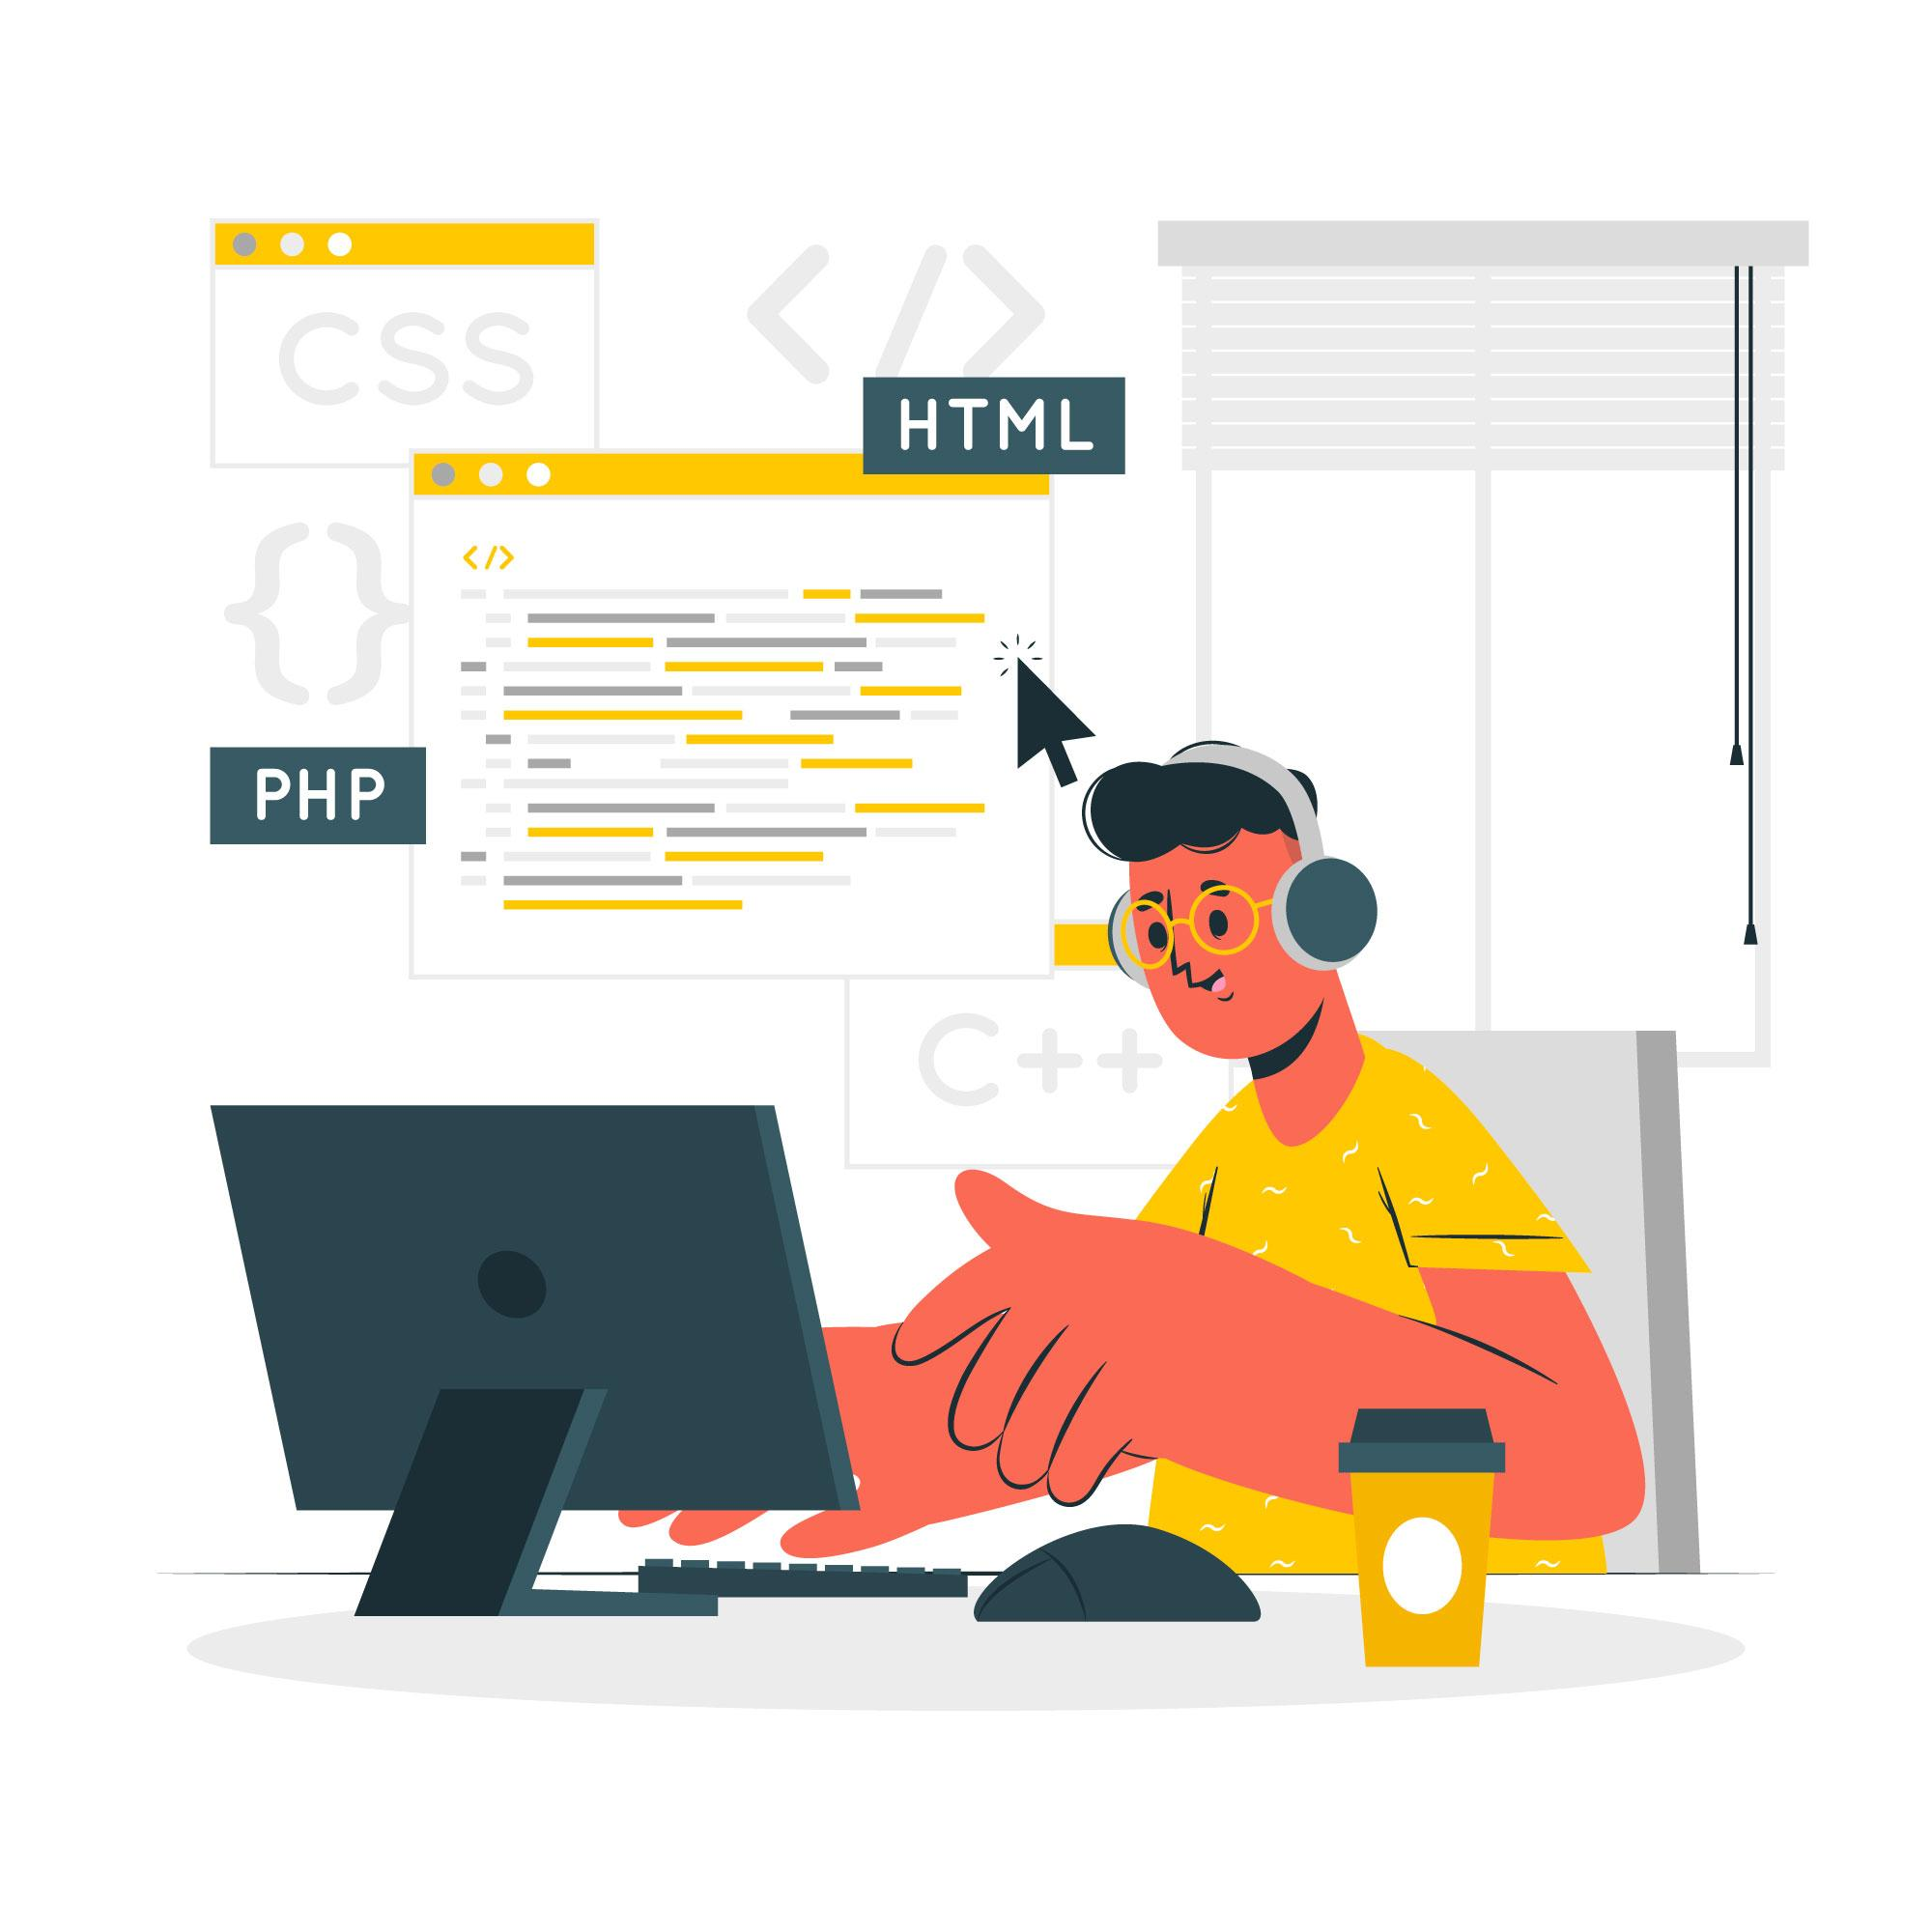 CSS
</>
HTML
{}
</>
PHP
C++